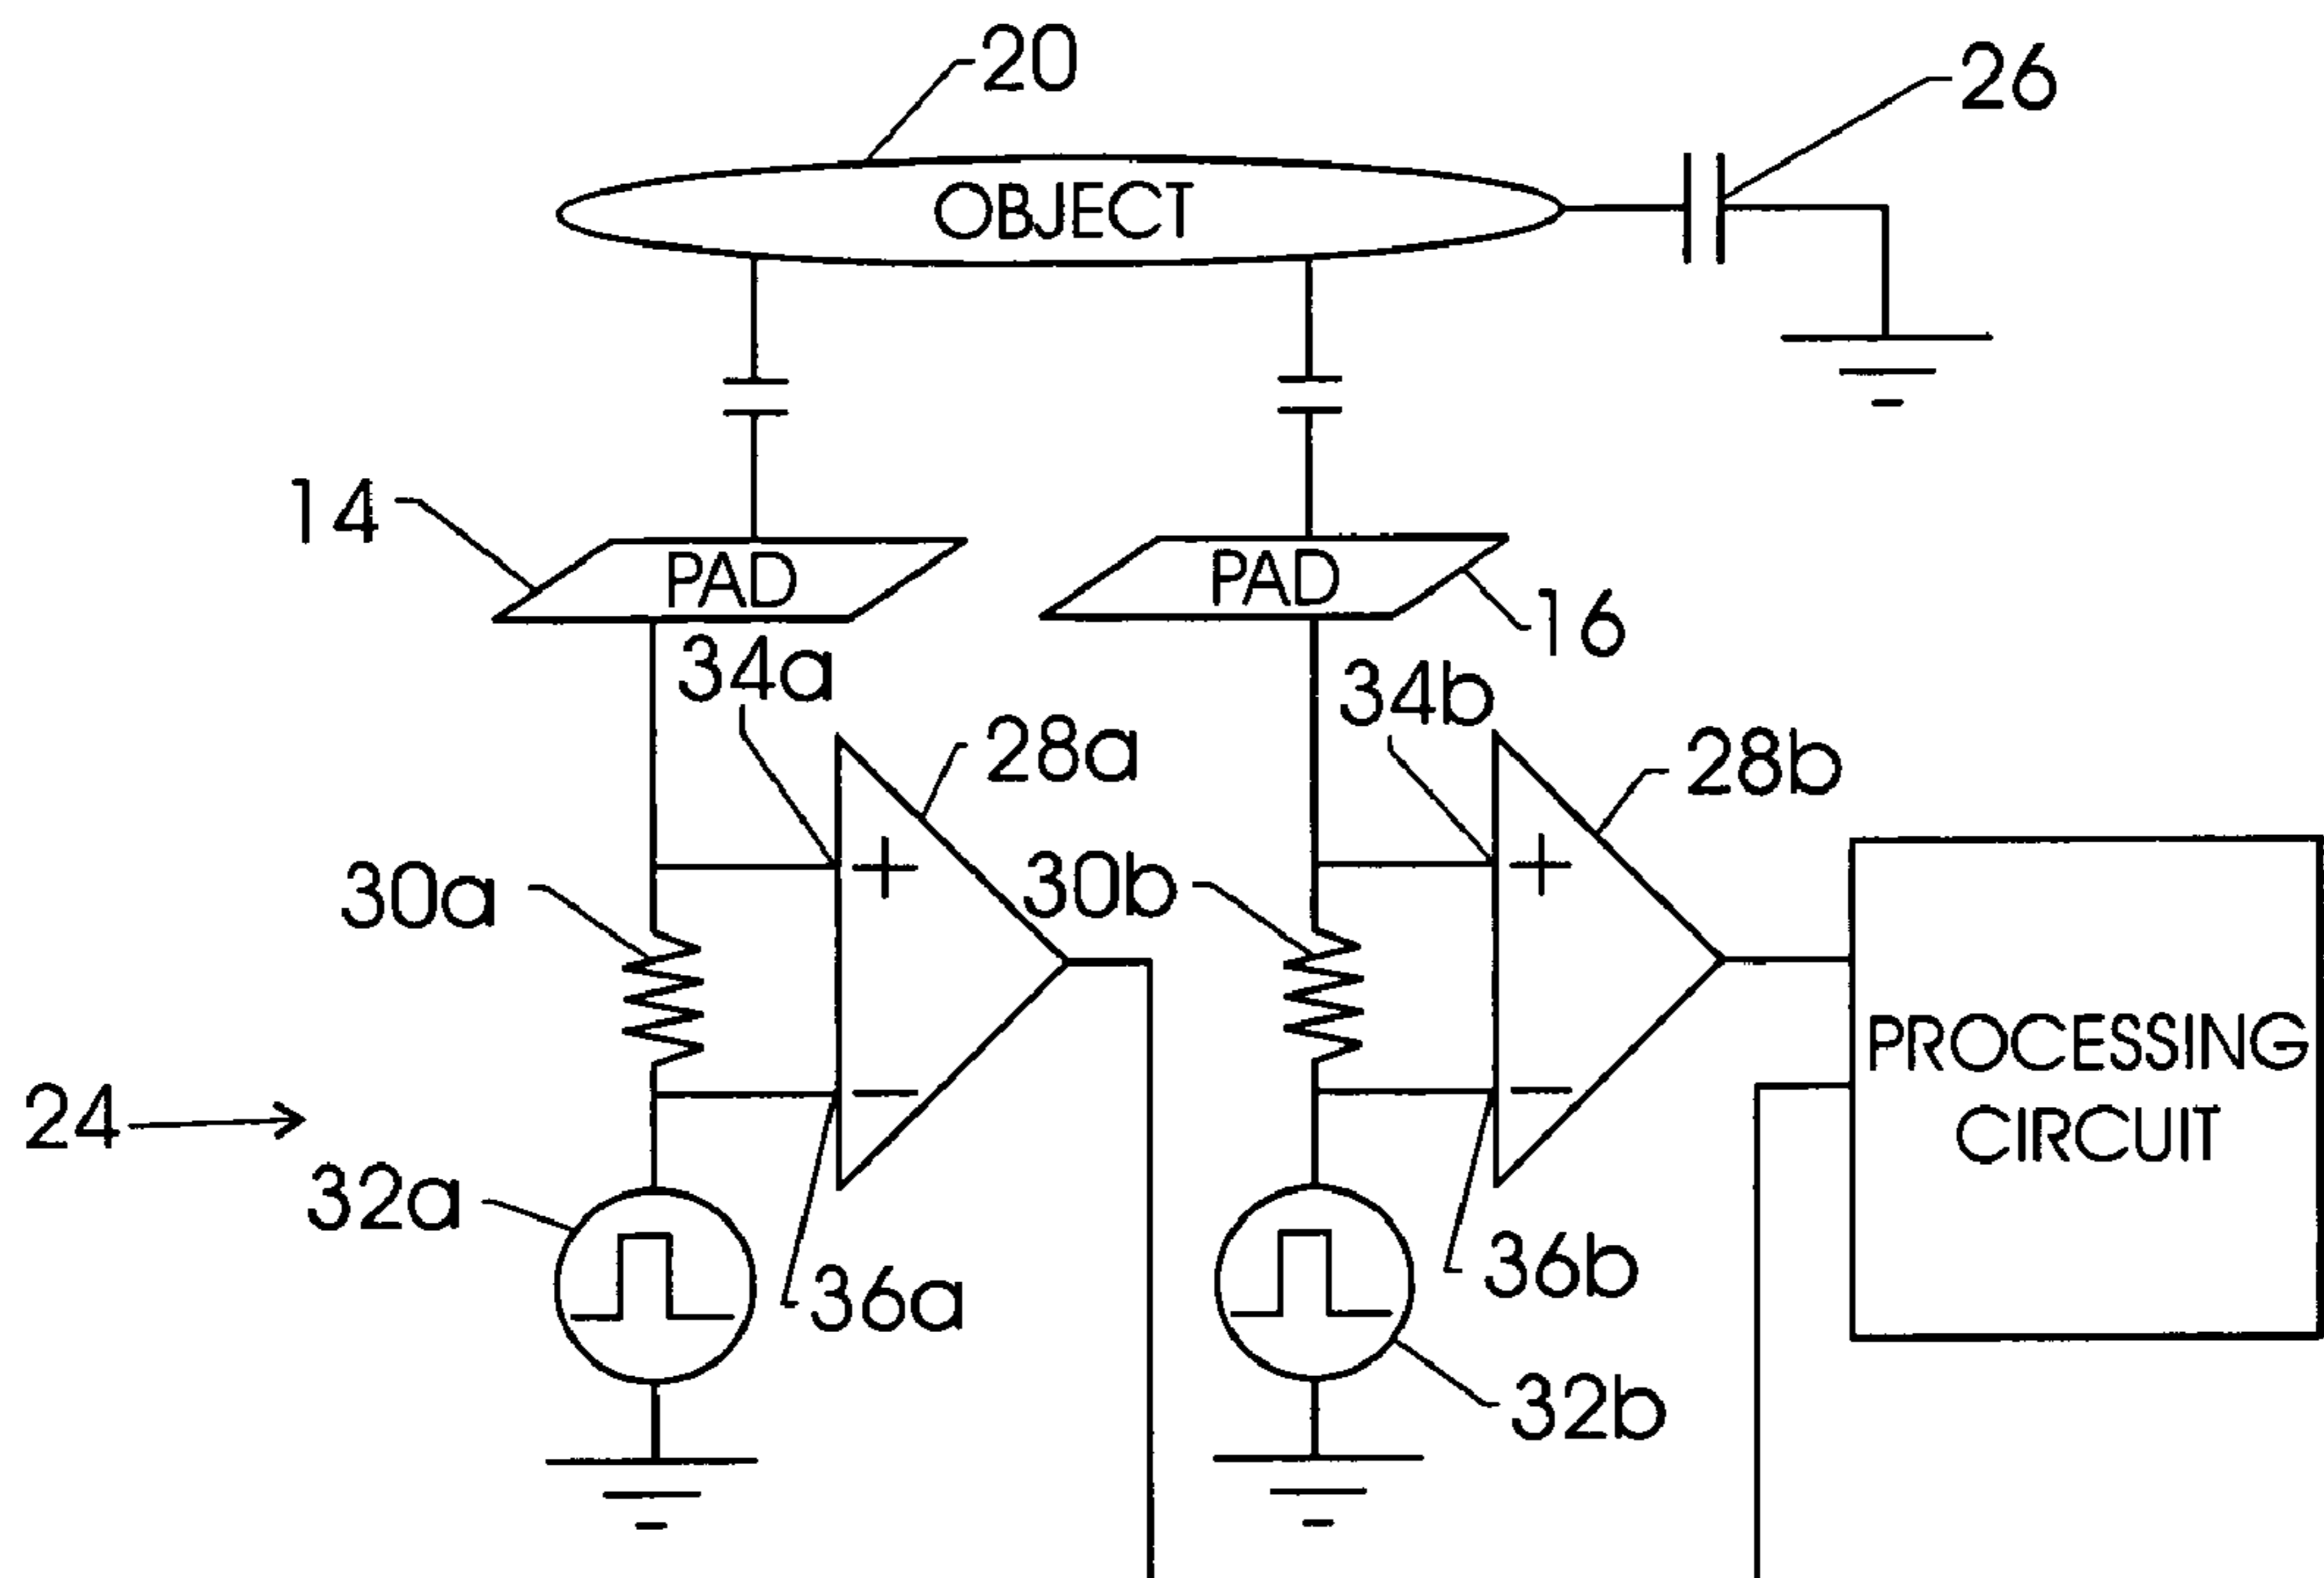 20
26
OBJECT
14
PAD
PAD
16
34a
34b
28a
28b
30a
+
30b
+
PROCESSING
CIRCUIT
24
−
−
32a
36a
36b
32b